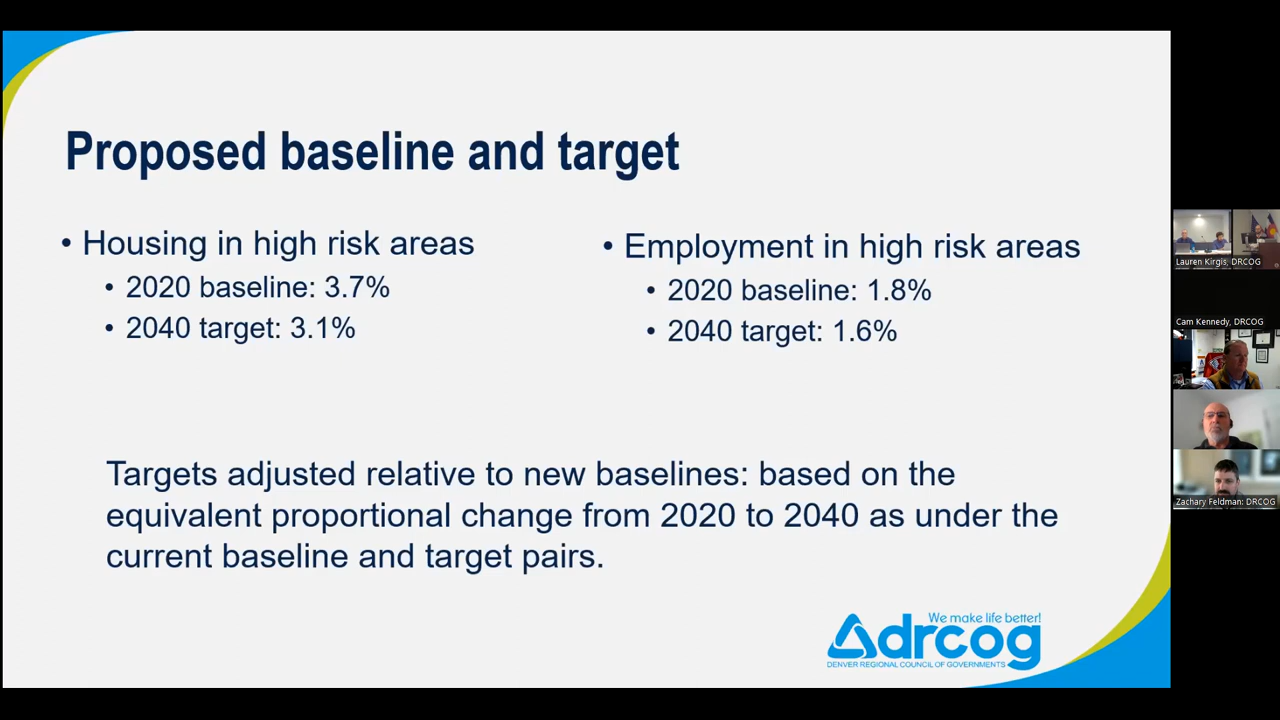 Proposed baseline and target
• Housing in high risk areas
• 2020 baseline: 3.7%
• 2040 target: 3.1%
• Employment in high risk areas
• 2020 baseline: 1.8%
• 2040 target: 1.6%
Targets adjusted relative to new baselines: based on the
equivalent proportional change from 2020 to 2040 as under the
current baseline and target pairs.
We make life better!
drcog
DENVER REGIONAL COUNCIL OF GOVERNMENTS
Lauren Kirgis, DRCOG
Cam Kennedy, DRCOG
Zachary Feldman: DRCOG